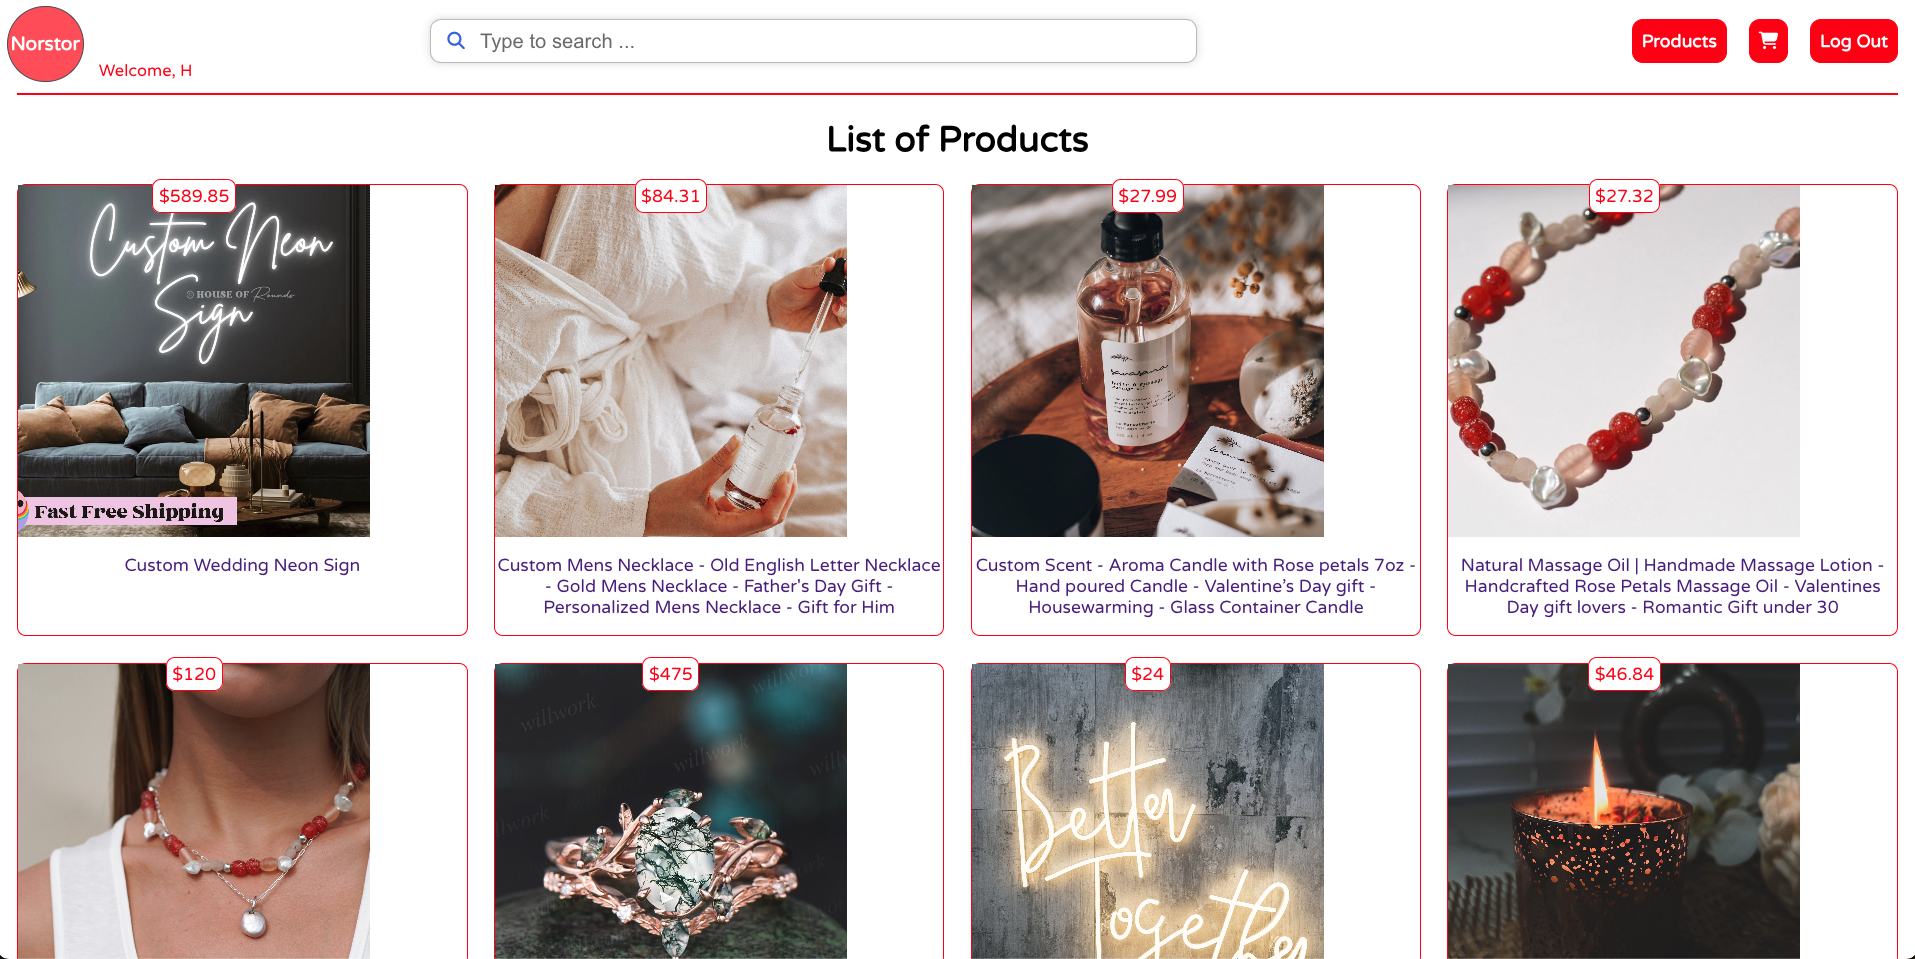 Norstor
Welcome, H
Type to search ...
Products
Log Out
List of Products
$589.85
$84.31
$27.99
$27.32
Custom Neon
© HOUSE OF Rounds
Sign
Fast Free Shipping
savasana
Custom Wedding Neon Sign
Custom Mens Necklace - Old English Letter Necklace
- Gold Mens Necklace - Father's Day Gift -
Personalized Mens Necklace - Gift for Him
Custom Scent - Aroma Candle with Rose petals 7oz -
Hand poured Candle - Valentine’s Day gift -
Housewarming - Glass Container Candle
Natural Massage Oil | Handmade Massage Lotion -
Handcrafted Rose Petals Massage Oil - Valentines
Day gift lovers - Romantic Gift under 30
$120
$475
$24
$46.84
willwork
willwork
willwork
Better
Together